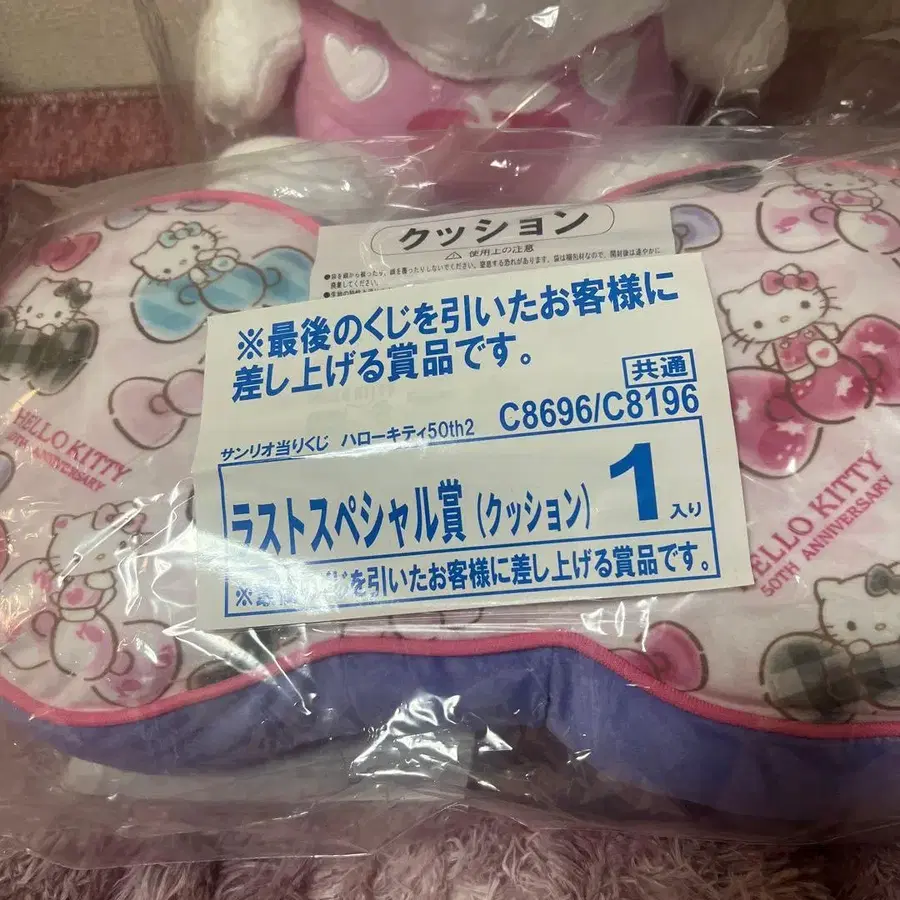 クッション
⚠ 使用上の注意
※最後のくじを引いたお客様に
差し上げる賞品です。
共通
サンリオ当りくじ ハローキティ50th2 C8696/C8196
ラストスペシャル賞(クッション) 1入り
※最 を引いたお客様に差し上げる賞品です。
HELLO KITTY
50TH ANNIVERSARY
HELLO KITTY
50TH ANNIVERSARY